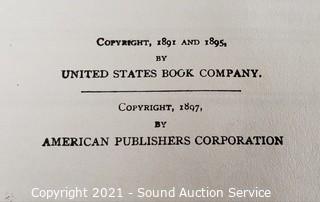 Copyright, 1891 and 1895,
BY
UNITED STATES BOOK COMPANY.
Copyright, 1897,
BY
AMERICAN PUBLISHERS CORPORATION
Copyright 2021 - Sound Auction Service